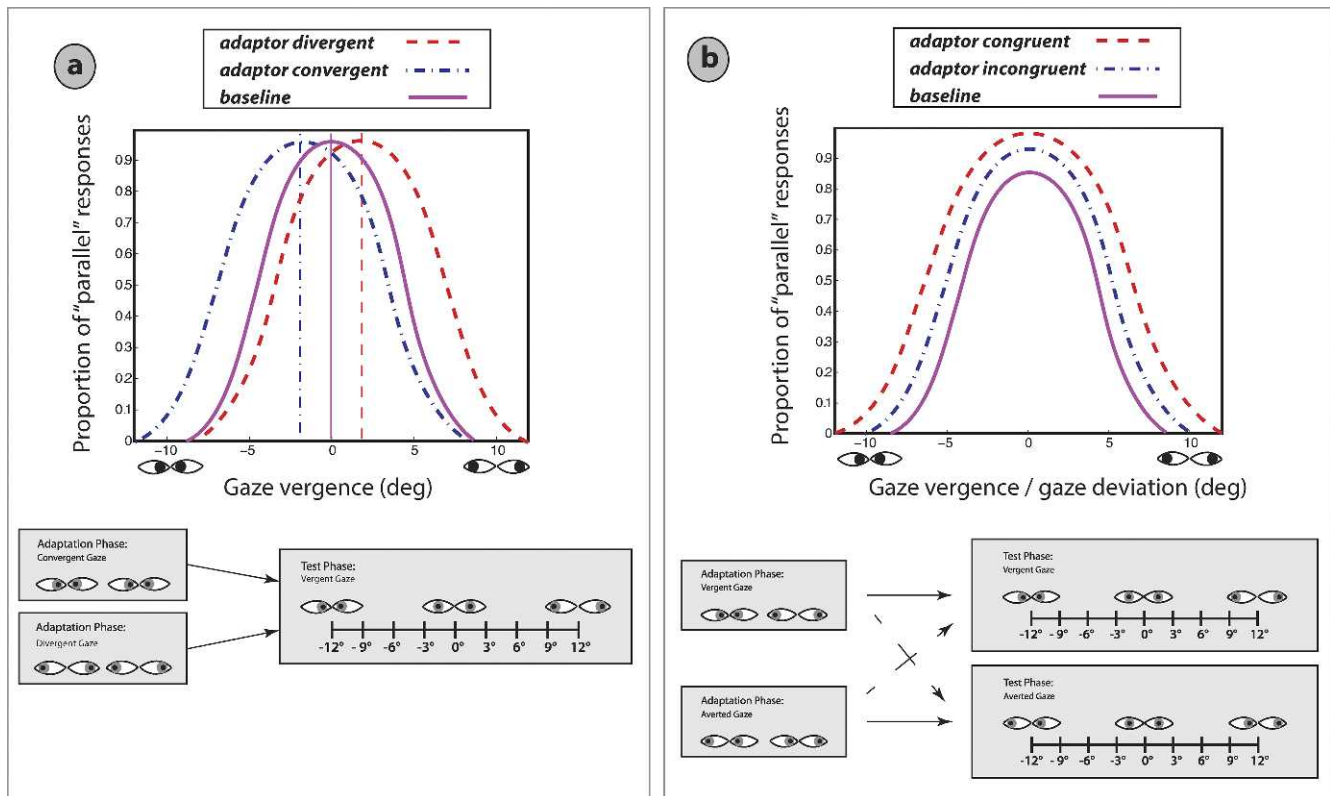 a
adaptor divergent
adaptor convergent
baseline
Proportion of "parallel" responses
0.9
0.8
0.7
0.6
0.5
0.4
0.3
0.2
0.1
0
−10
−5
0
5
10
Gaze vergence (deg)
Adaptation Phase:
Convergent Gaze
Adaptation Phase:
Divergent Gaze
Test Phase:
Vergent Gaze
-12° - 9° -6° -3° 0° 3° 6° 9° 12°
b
adaptor congruent
adaptor incongruent
baseline
Proportion of "parallel" responses
0.9
0.8
0.7
0.6
0.5
0.4
0.3
0.2
0.1
0
−10
−5
0
5
10
Gaze vergence / gaze deviation (deg)
Adaptation Phase:
Vergent Gaze
Adaptation Phase:
Averted Gaze
Test Phase:
Vergent Gaze
-12° - 9° -6° -3° 0° 3° 6° 9° 12°
Test Phase:
Averted Gaze
-12° - 9° -6° -3° 0° 3° 6° 9° 12°